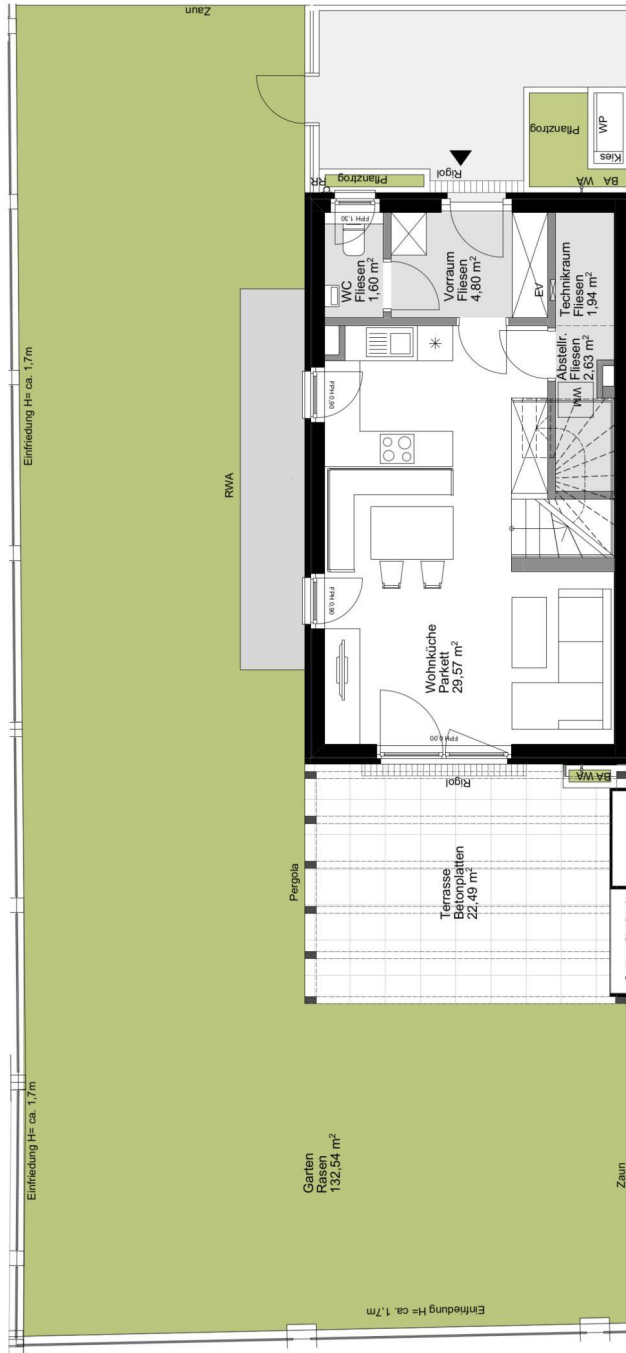 Zaun
Einfriedung H= ca. 1,7m
RWA
Pflanztrog
RR
Rigol
Pflanztrog
WP
Kies
BA WA
FPH 1,30
WC
Fliesen
1,60 m²
Vorraum
Fliesen
4,80 m²
EV
Technikraum
Fliesen
1,94 m²
Abstellr.
Fliesen
2,63 m²
WM
FPH 0,90
FPH 0,90
Wohnküche
Parkett
29,57 m²
FPH 0,00
Rigol
BA WA
Pergola
Terrasse
Betonplatten
22,49 m²
Einfriedung H= ca. 1,7m
Garten
Rasen
132,54 m²
Zaun
Einfriedung H= ca. 1,7m